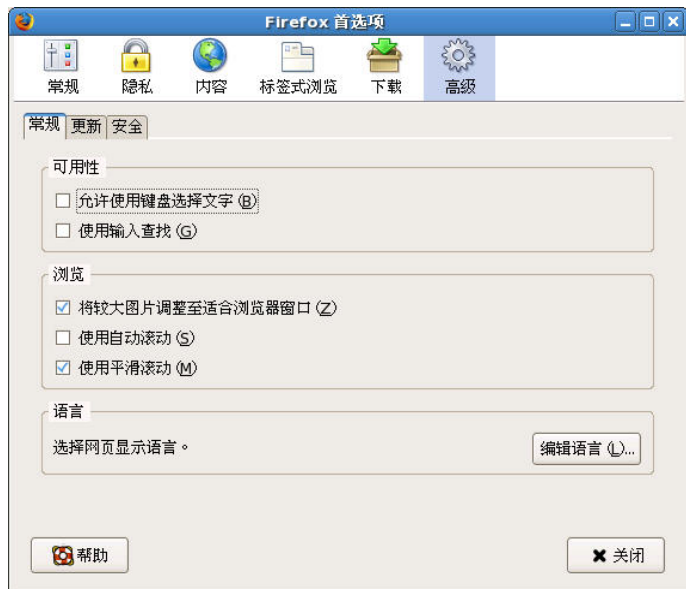 Firefox 首选项
常规 隐私 内容 标签式浏览 下载 高级
常规 更新 安全
可用性
允许使用键盘选择文字 (B)
使用输入查找 (G)
浏览
将较大图片调整至适合浏览器窗口 (Z)
使用自动滚动 (S)
使用平滑滚动 (M)
语言
选择网页显示语言。 编辑语言 (L)...
帮助 关闭